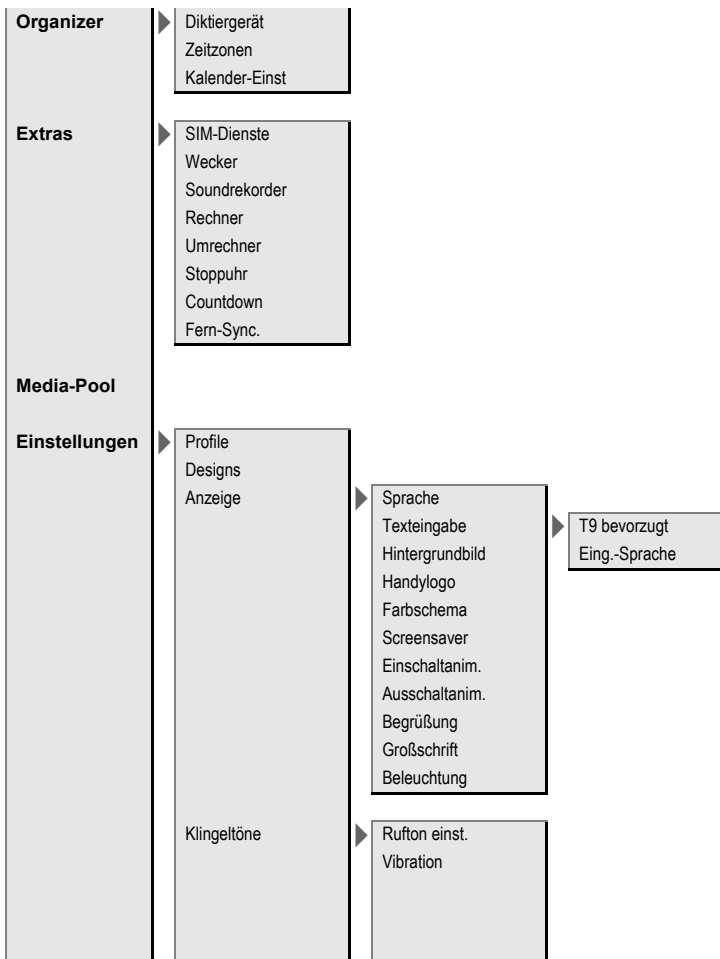 Organizer
Diktiergerät
Zeitzonen
Kalender-Einst
Extras
SIM-Dienste
Wecker
Soundrekorder
Rechner
Umrechner
Stoppuhr
Countdown
Fern-Sync.
Media-Pool
Einstellungen
Profile
Designs
Anzeige
Sprache
Texteingabe
T9 bevorzugt
Eing.-Sprache
Hintergrundbild
Handylogo
Farbschema
Screensaver
Einschaltanim.
Ausschaltanim.
Begrüßung
Großschrift
Beleuchtung
Klingeltöne
Rufton einst.
Vibration